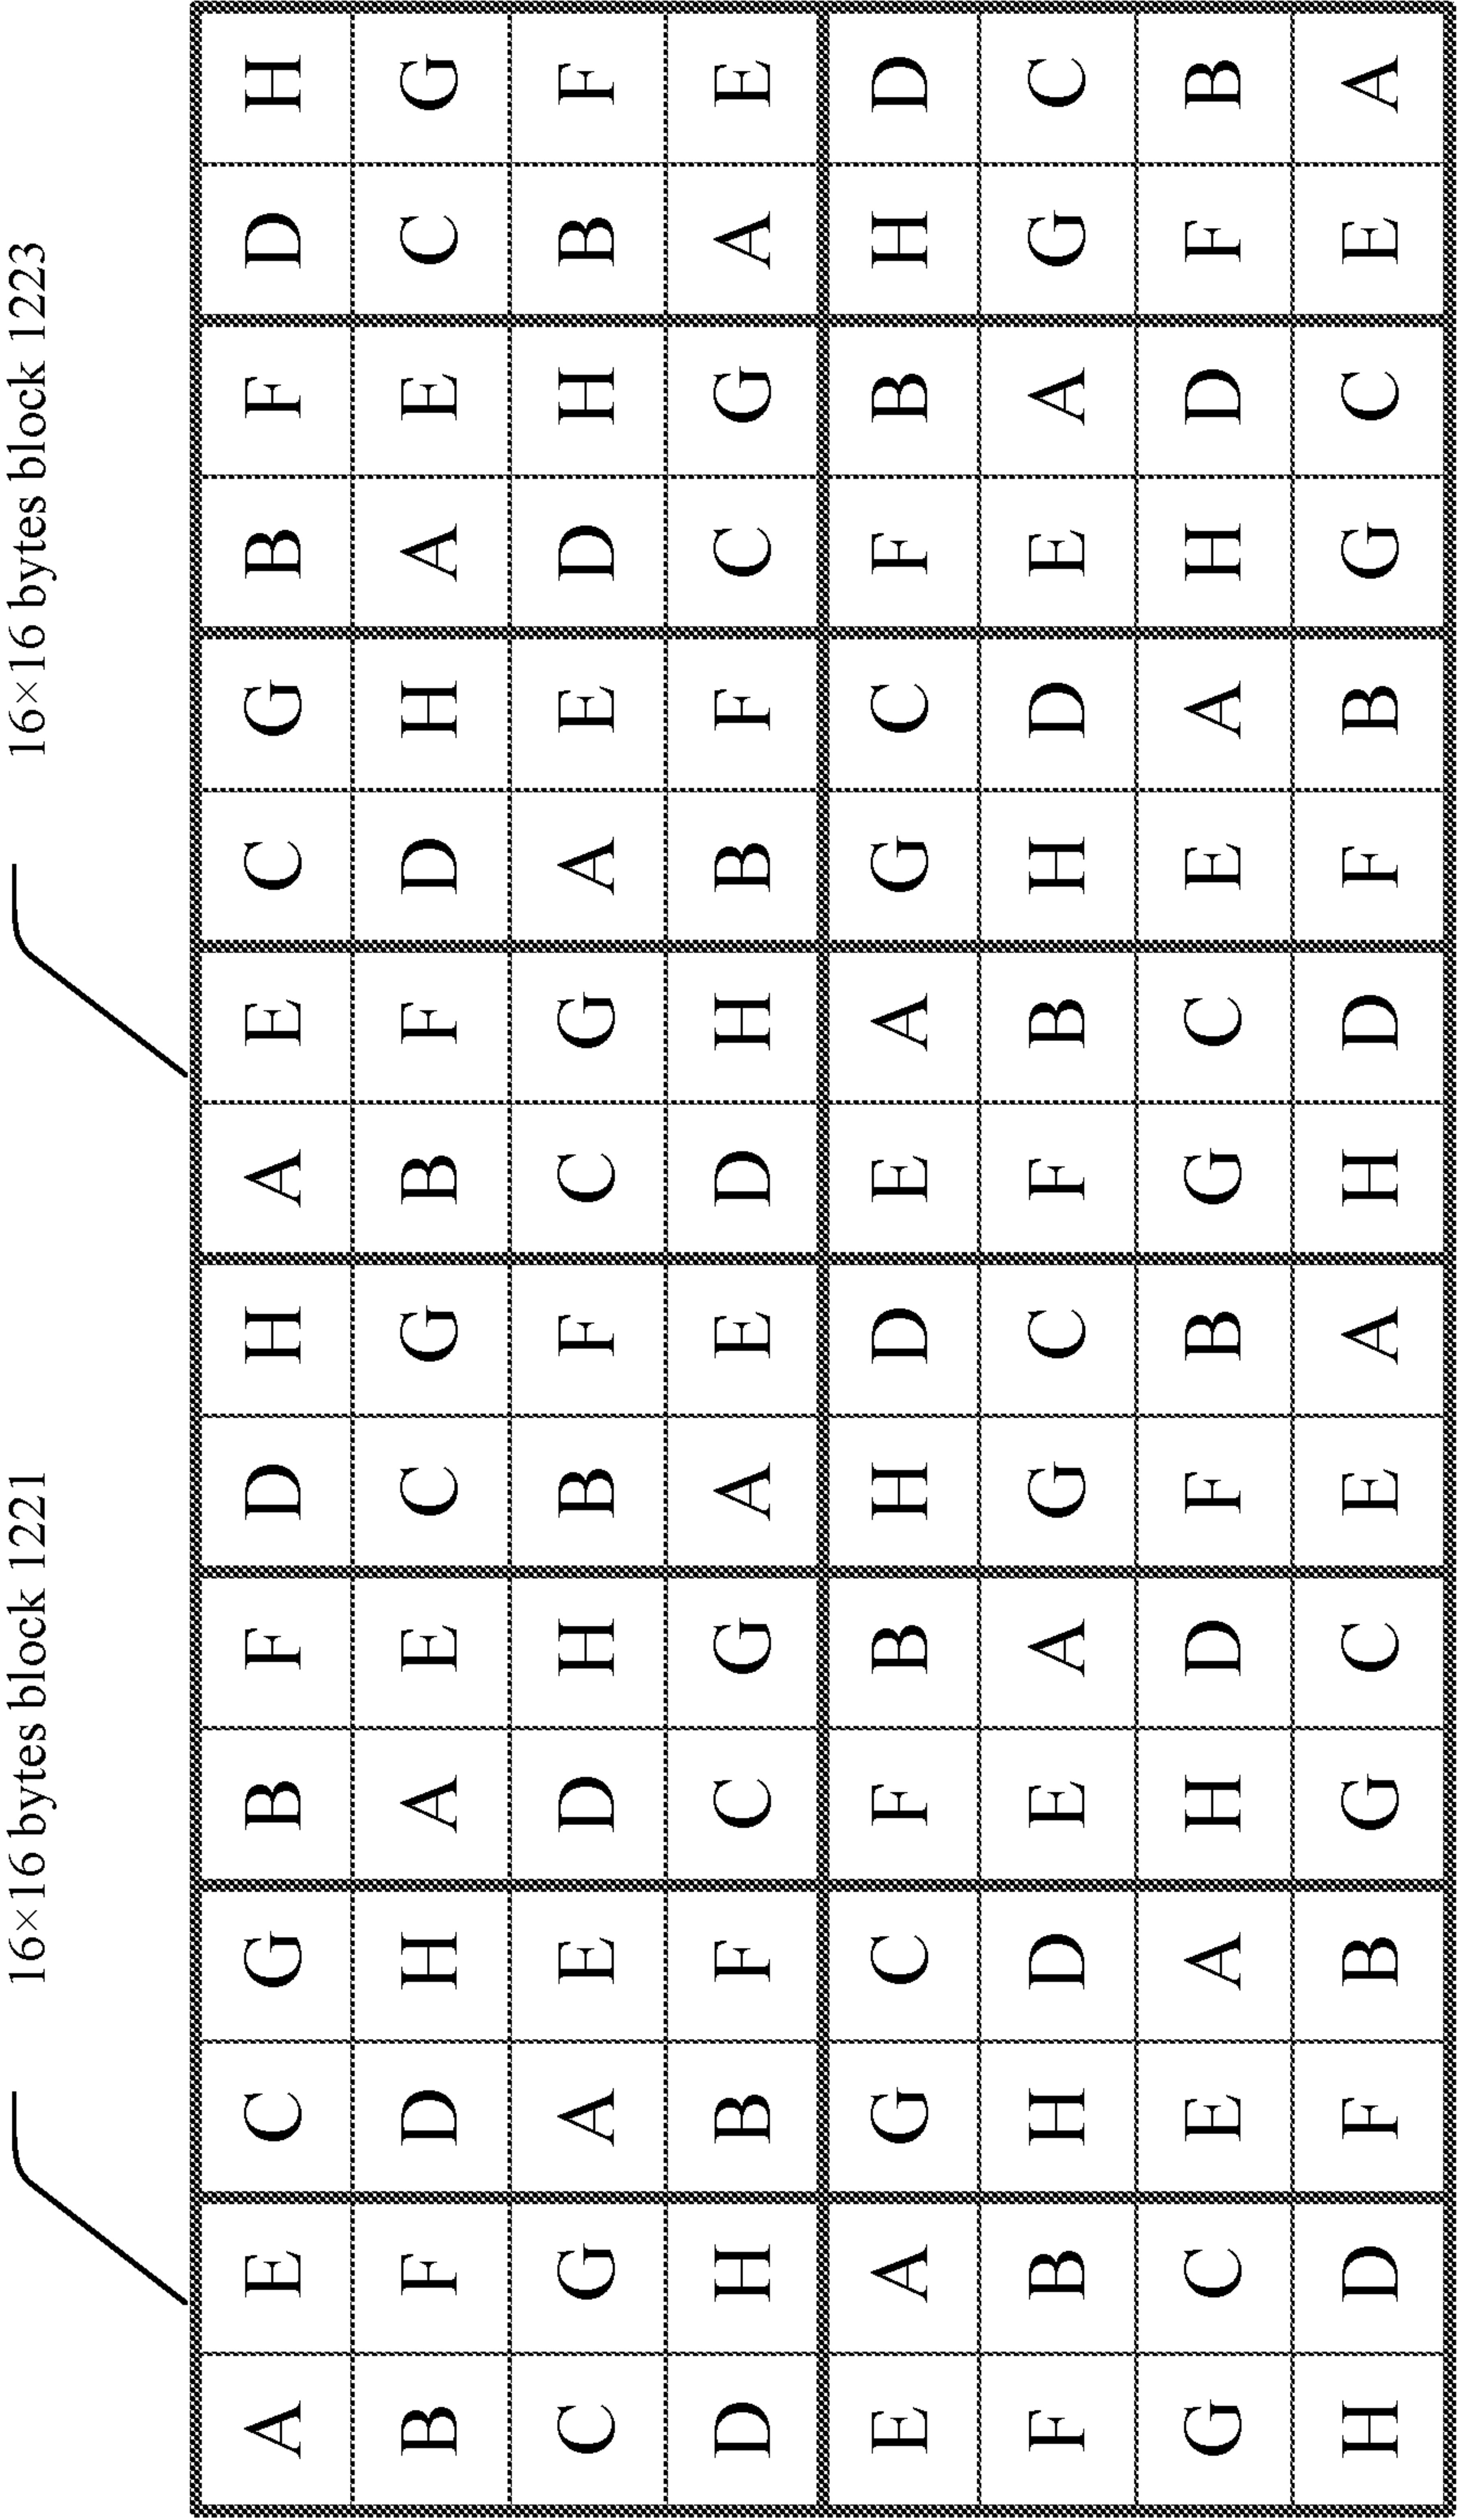 16×16 bytes block 1221
16×16 bytes block 1223
A E C G B F D H A E C G B F D H
B F D H A E C G B F D H A E C G
C G A E D H B F C G A E D H B F
D H B F C G A E D H B F C G A E
E A G C F B H D E A G C F B H D
F B H D E A G C F B H D E A G C
G C E A H D F B G C E A H D F B
H D F B G C E A H D F B G C E A